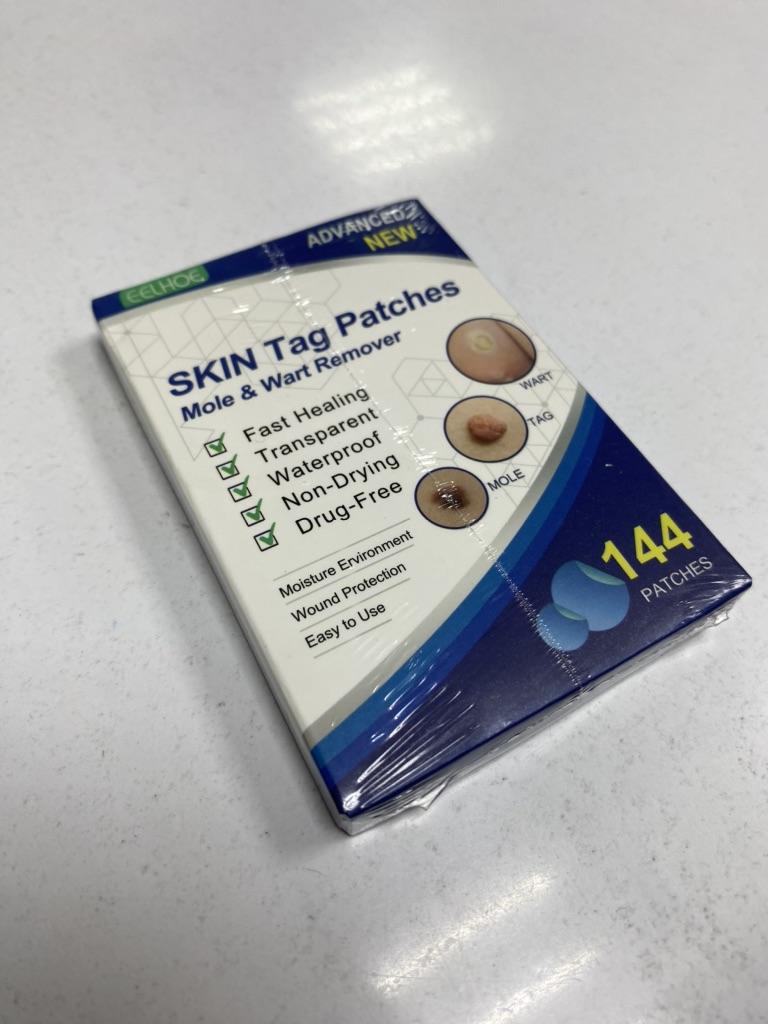 EELHOE
ADVANCED
NEW
SKIN Tag Patches
Mole & Wart Remover
Fast Healing
Transparent
Waterproof
Non-Drying
Drug-Free
Moisture Ervironment
Wound Protection
Easy to Use
WART
TAG
MOLE
144
PATCHES